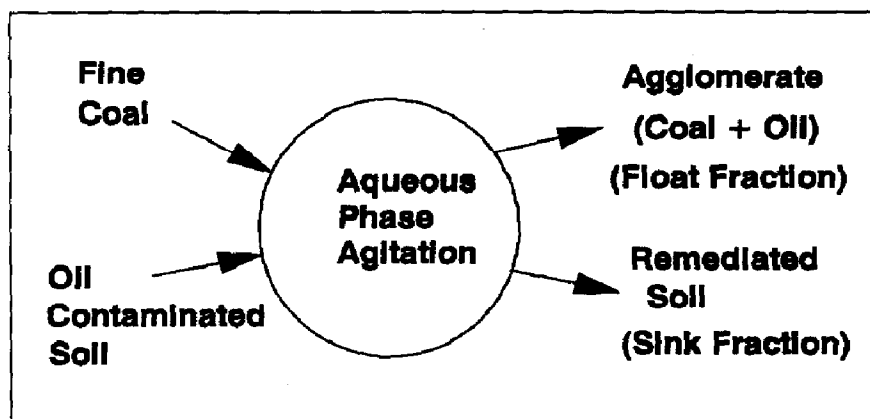 Fine
Coal
Oil
Contaminated
Soil
Aqueous
Phase
Agitation
Agglomerate
(Coal + Oil)
(Float Fraction)
Remediated
Soil
(Sink Fraction)